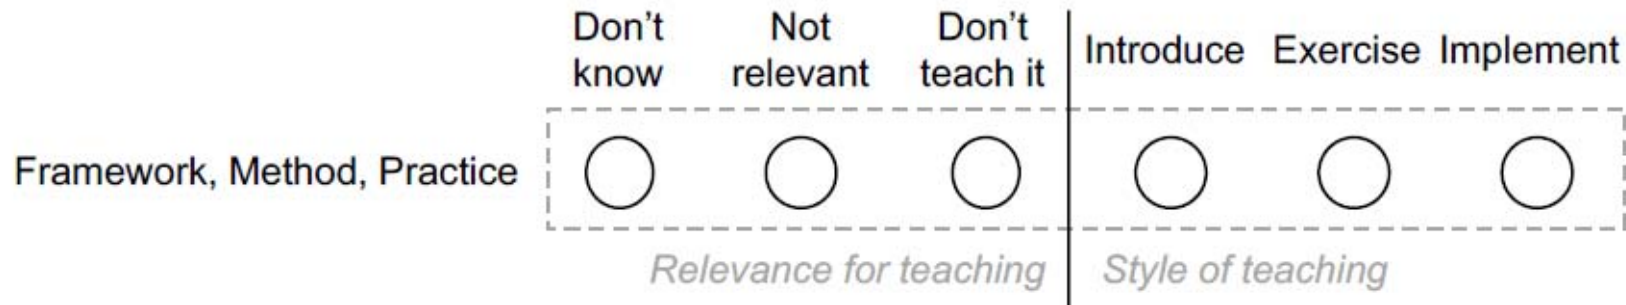 Don't know
Not relevant
Don't teach it
Introduce
Exercise
Implement
Framework, Method, Practice
Relevance for teaching
Style of teaching